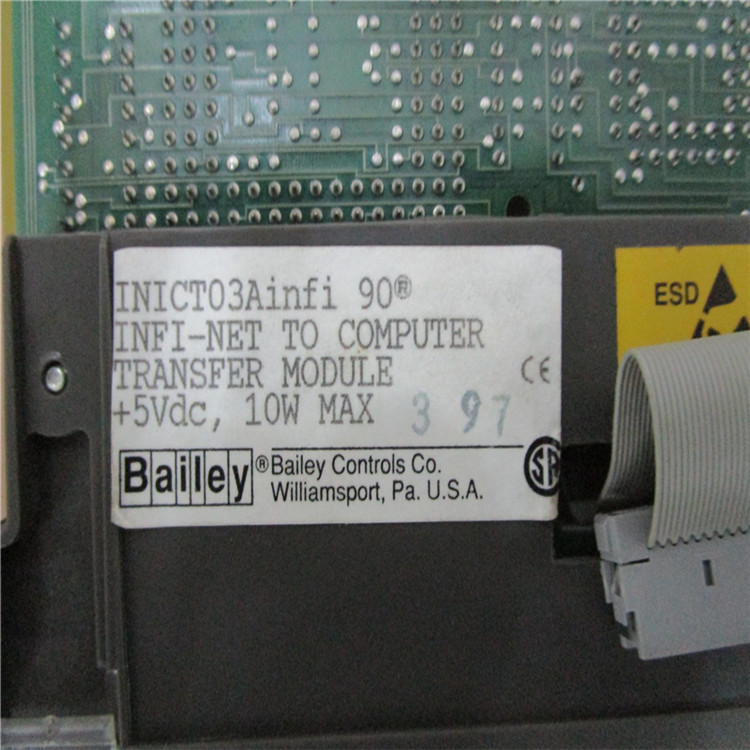 INICT03Ainfi 90®
INFI-NET TO COMPUTER
TRANSFER MODULE
+5Vdc, 10W MAX 3 97
CE
Bailey® Bailey Controls Co.
Williamsport, Pa. U.S.A.
SA
ESD